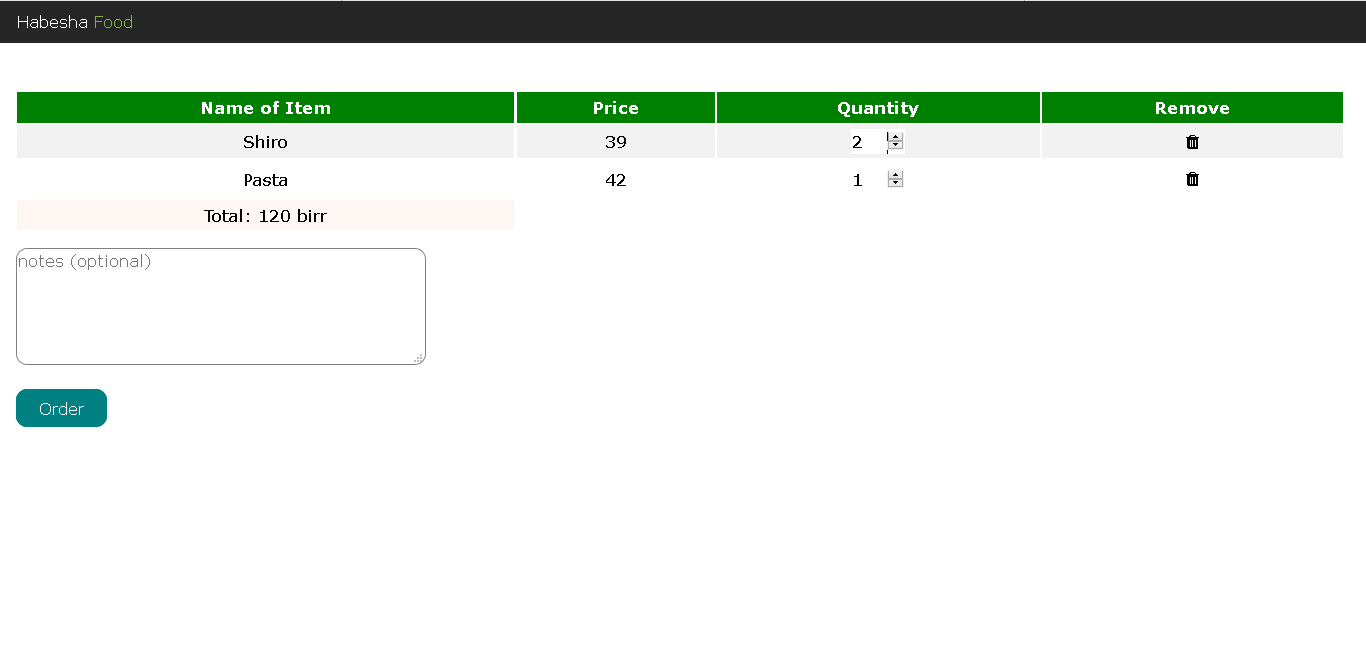 Habesha Food
Name of Item Price Quantity Remove
Shiro 39 2
Pasta 42 1
Total: 120 birr
notes (optional)
Order